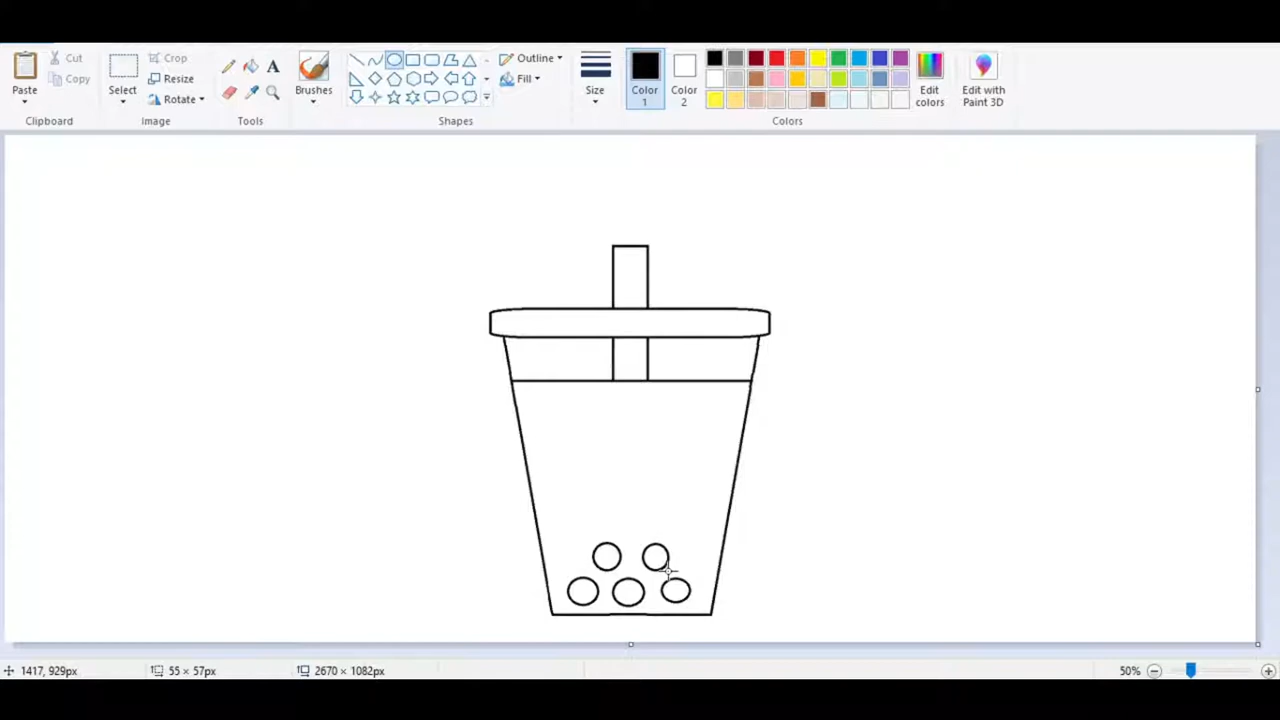 Cut
Crop
Outline
Copy
Resize
Fill
Paste
Select
Rotate
Brushes
Size
Color 1
Color 2
Edit colors
Edit with Paint 3D
Clipboard
Image
Tools
Shapes
Colors
A
1417, 929px
55 × 57px
2670 × 1082px
50%